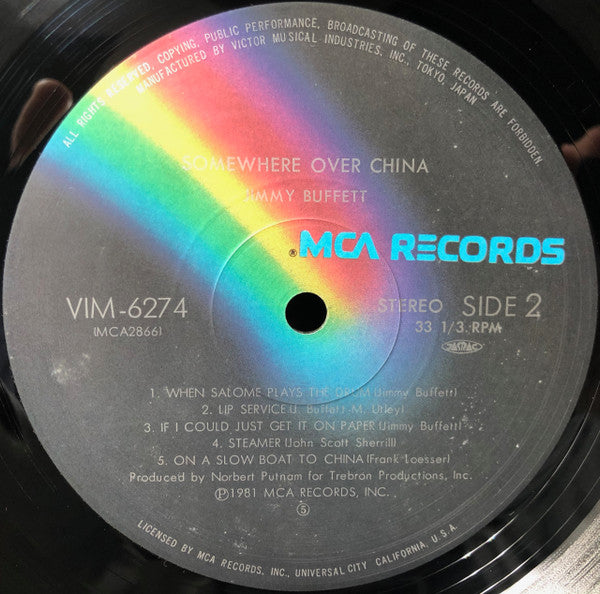 ALL RIGHTS RESERVED, COPYING, PUBLIC PERFORMANCE, BROADCASTING OF THESE RECORDS ARE FORBIDDEN.
MANUFACTURED BY VICTOR MUSICAL INDUSTRIES, INC., TOKYO, JAPAN
SOMEWHERE OVER CHINA
JIMMY BUFFETT
® MCA RECORDS
VIM-6274
(MCA2866)
STEREO SIDE 2
33 1/3 RPM
JASRAC
1. WHEN SALOME PLAYS THE DRUM (Jimmy Buffett)
2. LIP SERVICE (J. Buffett-M. Utley)
3. IF I COULD JUST GET IT ON PAPER (Jimmy Buffett)
4. STEAMER (John Scott Sherrill)
5. ON A SLOW BOAT TO CHINA (Frank Loesser)
Produced by Norbert Putnam for Trebron Productions, Inc.
Ⓟ1981 MCA RECORDS, INC.
⑤
LICENSED BY MCA RECORDS, INC., UNIVERSAL CITY, CALIFORNIA, U.S.A.